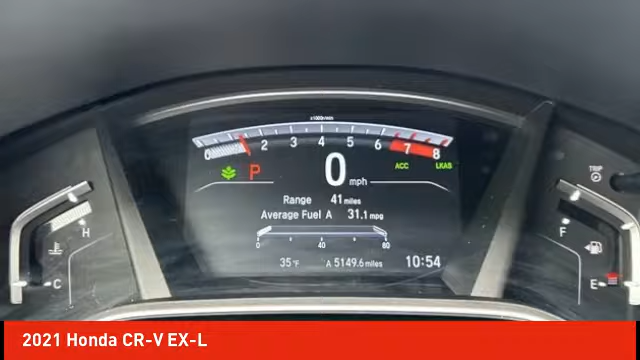 x1000r/min
0 2 3 4 5 6 7 8
P 0 mph ACC LKAS
TRIP
Range 41 miles
Average Fuel A 31.1 mpg
H F
0 40 80
35°F A 5149.6 miles 10:54
C E
2021 Honda CR-V EX-L